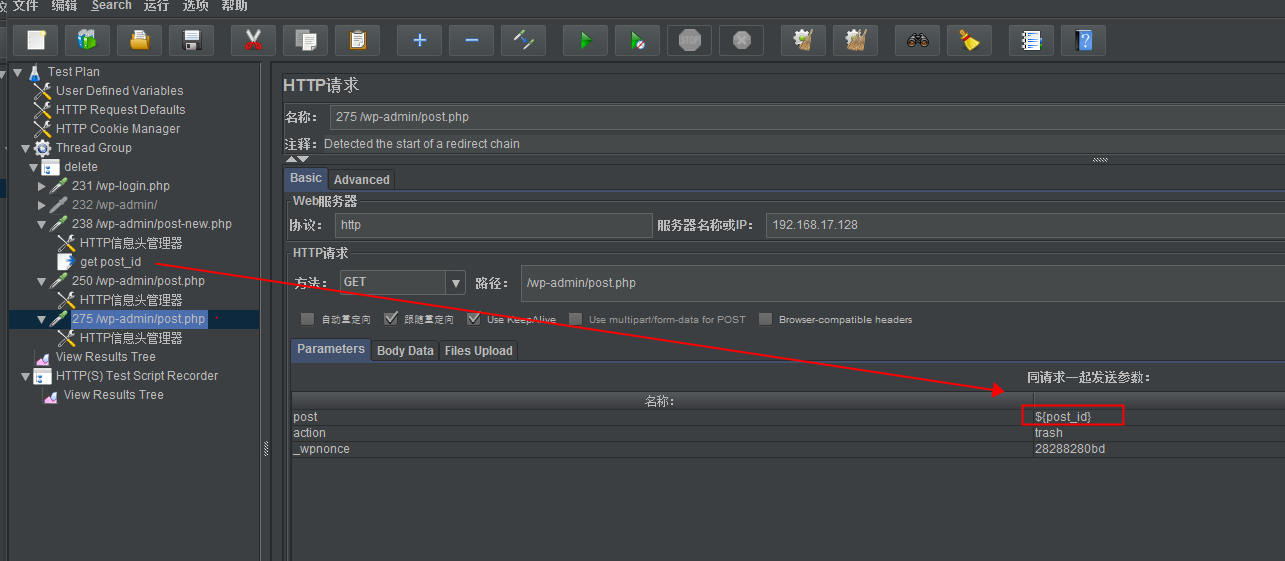 文件 编辑 Search 运行 选项 帮助
STOP
Test Plan
User Defined Variables
HTTP Request Defaults
HTTP Cookie Manager
Thread Group
delete
231 /wp-login.php
232 /wp-admin/
238 /wp-admin/post-new.php
HTTP信息头管理器
get post_id
250 /wp-admin/post.php
HTTP信息头管理器
275 /wp-admin/post.php
HTTP信息头管理器
View Results Tree
HTTP(S) Test Script Recorder
View Results Tree
HTTP请求
名称： 275 /wp-admin/post.php
注释： Detected the start of a redirect chain
Basic Advanced
Web服务器
协议： http 服务器名称或IP： 192.168.17.128
HTTP请求
方法： GET 路径： /wp-admin/post.php
自动重定向 跟随重定向 Use KeepAlive Use multipart/form-data for POST Browser-compatible headers
Parameters Body Data Files Upload
同请求一起发送参数：
名称：
post ${post_id}
action trash
_wpnonce 28288280bd